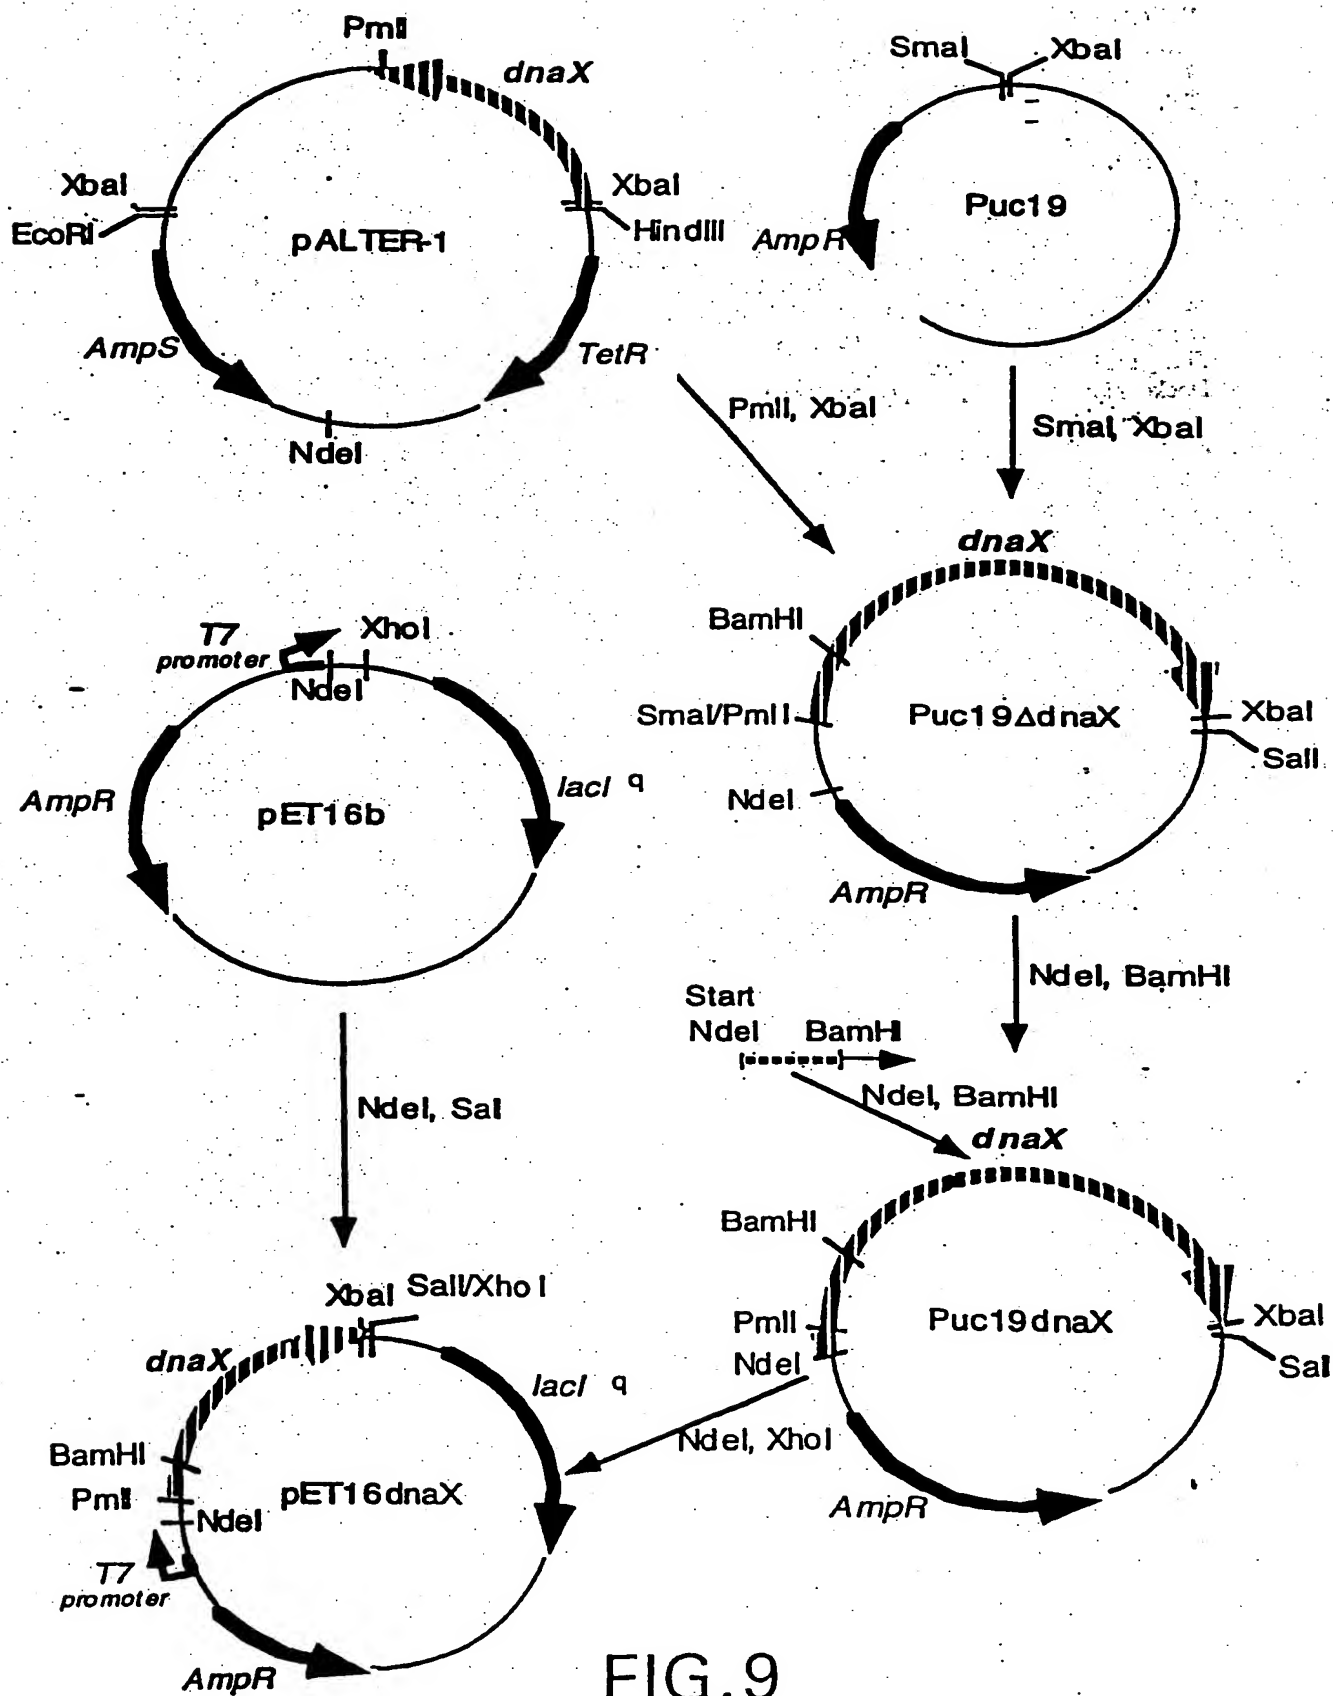 PmlI
dnaX
XbaI
EcoRI
pALTER-1
XbaI
HindIII
AmpS
TetR
NdeI
SmaI
XbaI
Puc19
AmpR
PmlI, XbaI
SmaI, XbaI
dnaX
BamHI
SmaI/PmlI
Puc19ΔdnaX
XbaI
SalI
NdeI
AmpR
T7
promoter
XhoI
NdeI
AmpR
pET16b
lacI q
NdeI, BamHI
Start
NdeI BamHI
NdeI, BamHI
NdeI, Sal
dnaX
BamHI
PmlI
NdeI
Puc19dnaX
XbaI
Sal
AmpR
NdeI, XhoI
XbaI SalI/Xho I
dnaX
lacI q
BamHI
PmlI
NdeI
pET16dnaX
T7
promoter
AmpR
FIG.9